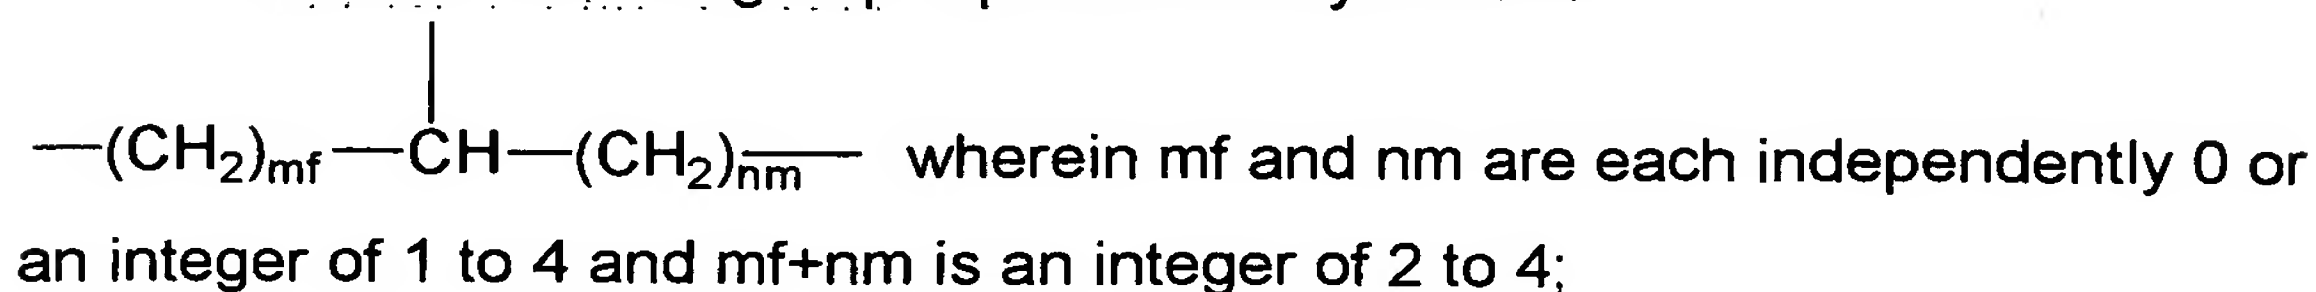 —(CH₂)mf—CH—(CH₂)nm— wherein mf and nm are each independently 0 or
an integer of 1 to 4 and mf+nm is an integer of 2 to 4;